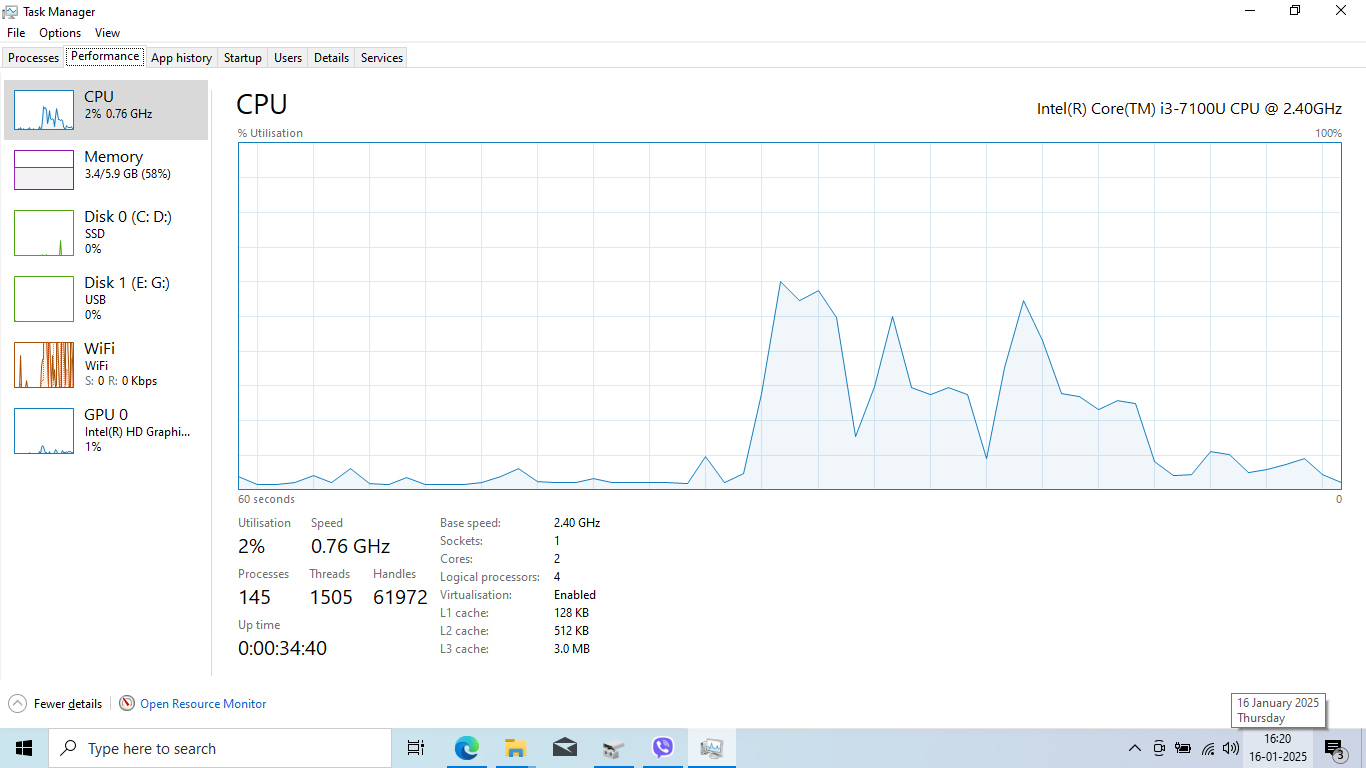 Task Manager
File Options View
Processes Performance App history Startup Users Details Services
CPU
2% 0.76 GHz
Memory
3.4/5.9 GB (58%)
Disk 0 (C: D:)
SSD
0%
Disk 1 (E: G:)
USB
0%
WiFi
WiFi
S: 0 R: 0 Kbps
GPU 0
Intel(R) HD Graphi...
1%
CPU
Intel(R) Core(TM) i3-7100U CPU @ 2.40GHz
% Utilisation 100%
60 seconds 0
Utilisation Speed
2% 0.76 GHz
Processes Threads Handles
145 1505 61972
Up time
0:00:34:40
Base speed: 2.40 GHz
Sockets: 1
Cores: 2
Logical processors: 4
Virtualisation: Enabled
L1 cache: 128 KB
L2 cache: 512 KB
L3 cache: 3.0 MB
Fewer details Open Resource Monitor
16 January 2025
Thursday
Type here to search
16:20
16-01-2025
3